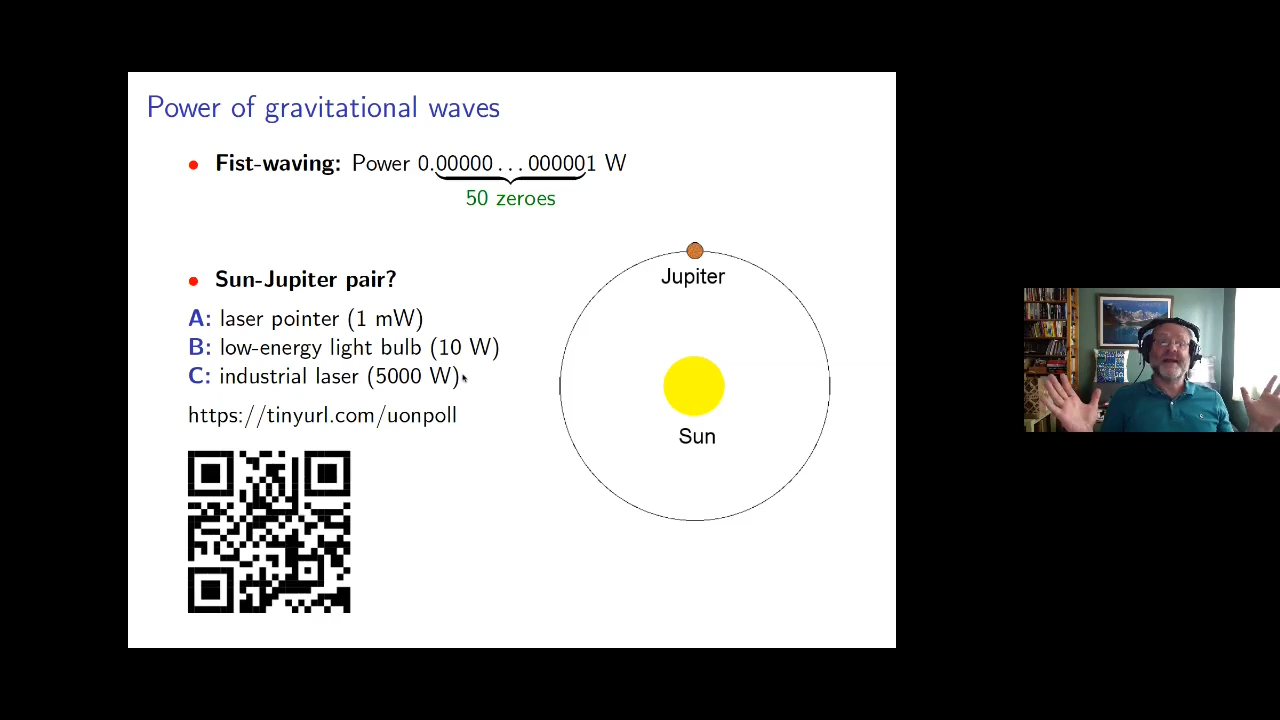 Power of gravitational waves
• Fist-waving: Power 0.00000...000001 W
50 zeroes
• Sun-Jupiter pair?
A: laser pointer (1 mW)
B: low-energy light bulb (10 W)
C: industrial laser (5000 W)
https://tinyurl.com/uonpoll
Jupiter
Sun